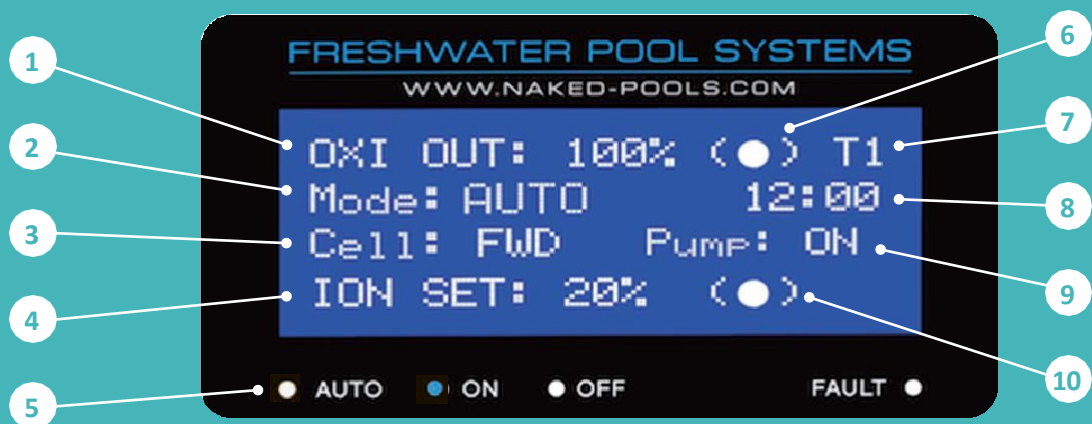 FRESHWATER POOL SYSTEMS
WWW.NAKED-POOLS.COM
OXI OUT: 100% (●) T1
Mode: AUTO 12:00
Cell: FWD Pump: ON
ION SET: 20% (●)
AUTO ON OFF FAULT
1
2
3
4
5
6
7
8
9
10